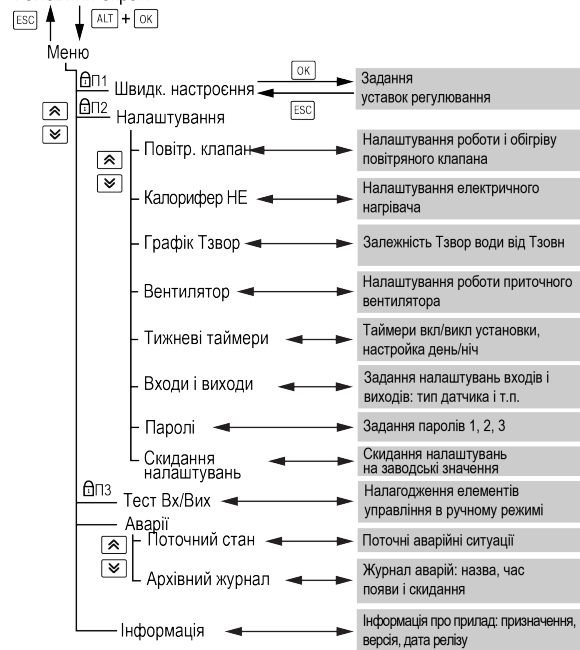 ESC ALT + OK
Меню
П1
Швидк. настроєння
OK
ESC
Задання
уставок регулювання
П2
Налаштування
Повітр. клапан
Налаштування роботи і обігріву
повітряного клапана
Калорифер НЕ
Налаштування електричного
нагрівача
Графік Тзвор
Залежність Тзвор води від Тзовн
Вентилятор
Налаштування роботи приточного
вентилятора
Тижневі таймери
Таймери вкл/викл установки,
настройка день/ніч
Входи і виходи
Задання налаштувань входів і
виходів: тип датчика і т.п.
Паролі
Задання паролів 1, 2, 3
Скидання
налаштувань
Скидання налаштувань
на заводські значення
П3
Тест Вх/Вих
Налагодження елементів
управління в ручному режимі
Аварії
Поточний стан
Поточні аварійні ситуації
Архівний журнал
Журнал аварій: назва, час
появи і скидання
Інформація
Інформація про прилад: призначення,
версія, дата релізу